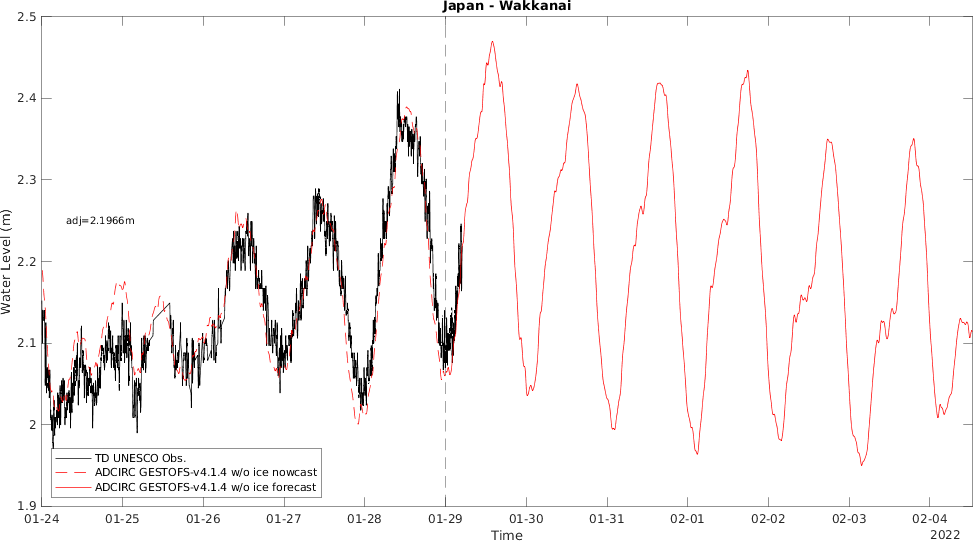 Japan - Wakkanai
2.5
2.4
2.3
2.2
2.1
2
1.9
Water Level (m)
adj=2.1966m
TD UNESCO Obs.
ADCIRC GESTOFS-v4.1.4 w/o ice nowcast
ADCIRC GESTOFS-v4.1.4 w/o ice forecast
01-24 01-25 01-26 01-27 01-28 01-29 01-30 01-31 02-01 02-02 02-03 02-04
Time
2022